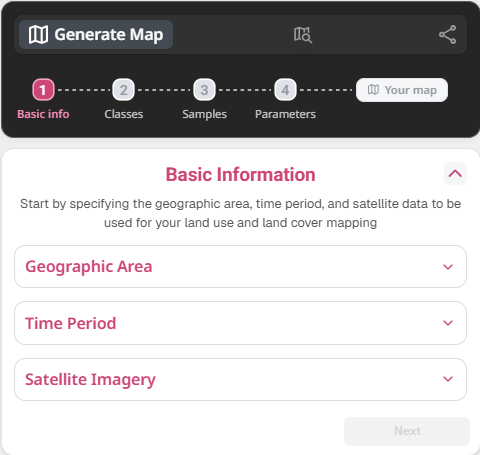 Generate Map
1
2
3
4
Your map
Basic info
Classes
Samples
Parameters
Basic Information
Start by specifying the geographic area, time period, and satellite data to be
used for your land use and land cover mapping
Geographic Area
Time Period
Satellite Imagery
Next